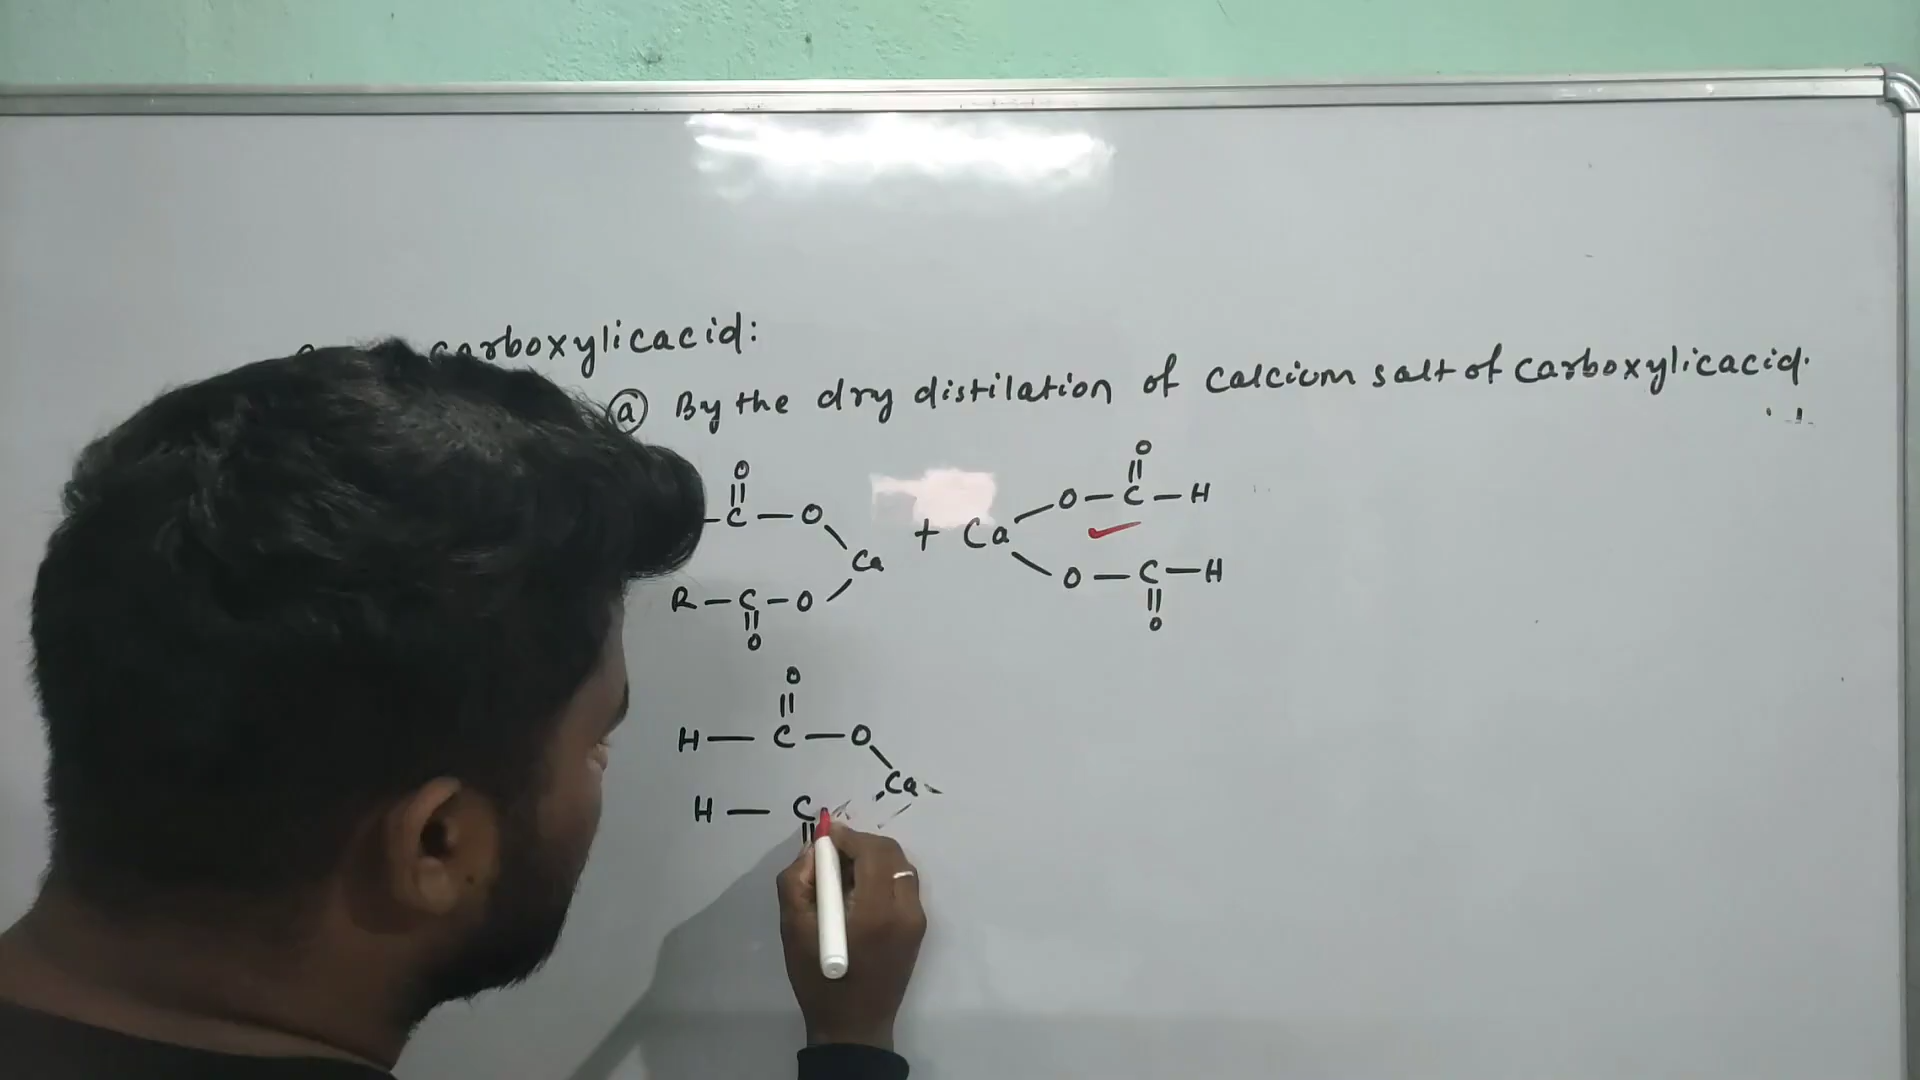 carboxylicacid:
ⓐ By the dry distilation of calcium salt of carboxylicacid.
O O
|| ||
— C — O O — C — H
Ca + Ca
R — C — O O — C — H
|| ||
O O
O
||
H — C — O
Ca
H — C
||